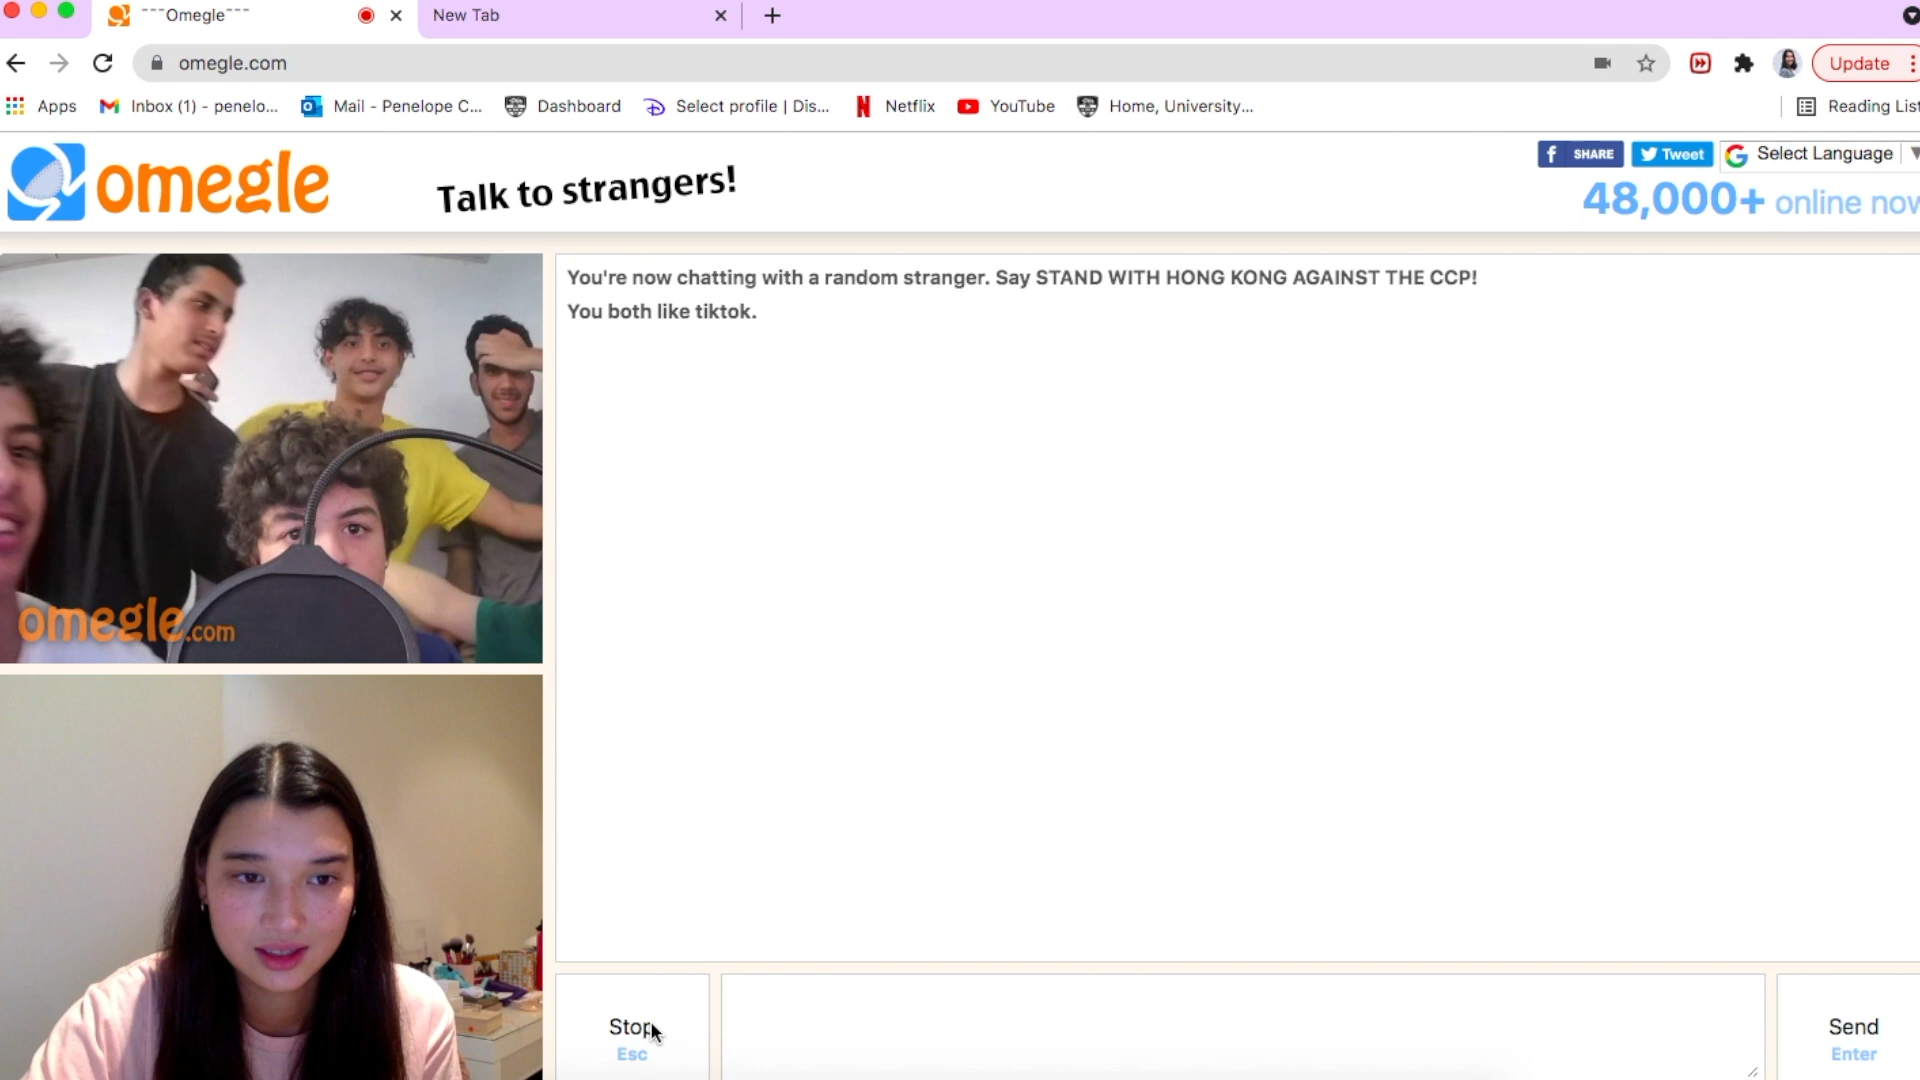 ---Omegle---
New Tab
omegle.com
Update
Apps
Inbox (1) - penelo...
Mail - Penelope C...
Dashboard
Select profile | Dis...
Netflix
YouTube
Home, University...
Reading List
omegle
Talk to strangers!
SHARE
Tweet
Select Language
48,000+ online now
You're now chatting with a random stranger. Say STAND WITH HONG KONG AGAINST THE CCP!
You both like tiktok.
omegle.com
Stop
Esc
Send
Enter